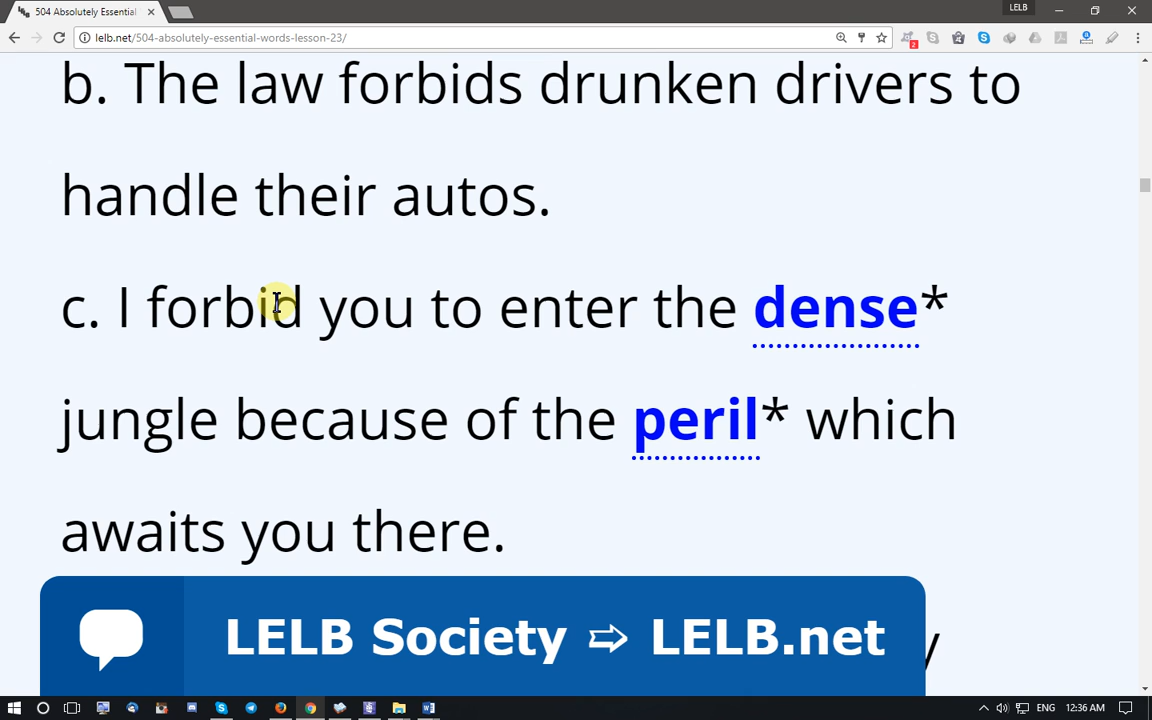 504 Absolutely Essential
LELB
lelb.net/504-absolutely-essential-words-lesson-23/
2
b. The law forbids drunken drivers to
handle their autos.
c. I forbid you to enter the dense*
jungle because of the peril* which
awaits you there.
LELB Society ⇨ LELB.net
y
ENG
12:36 AM